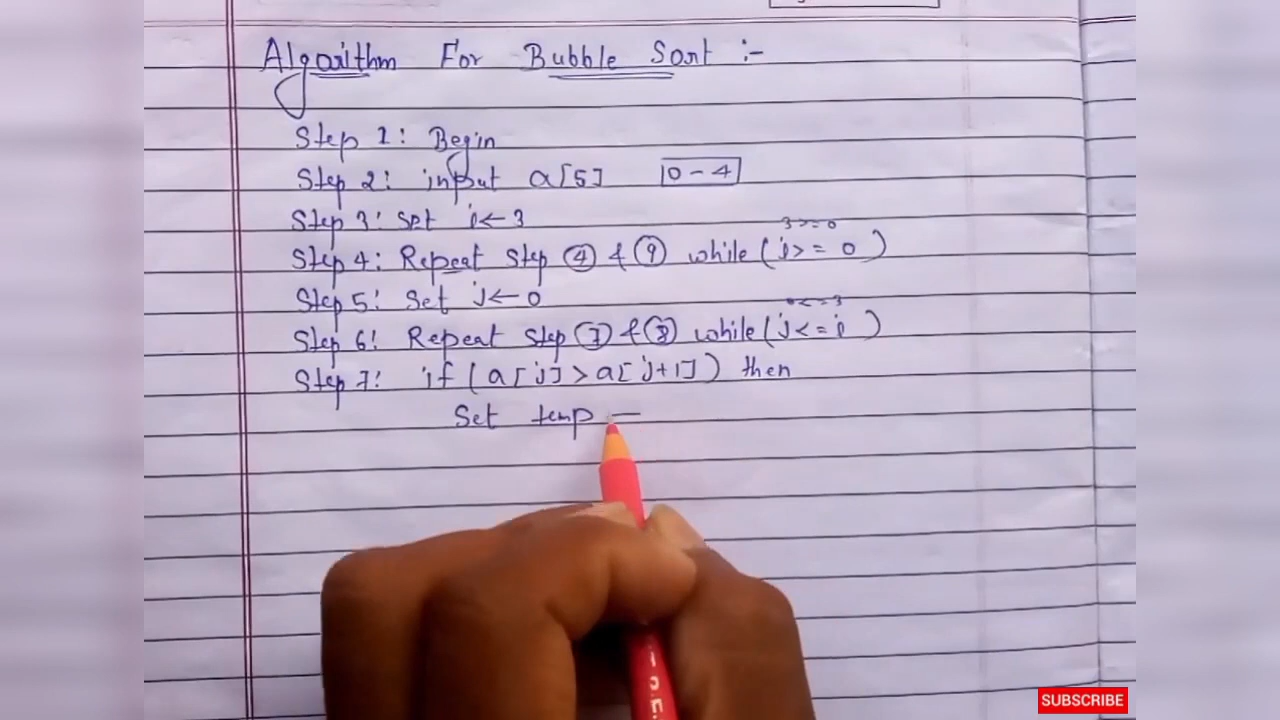 Algorithm For Bubble Sort :-
Step 1: Begin
Step 2: input a[5] 0-4
3>=0
Step 3: Set i←3
Step 4: Repeat Step 4 & 9 while(i>=0)
0<=3
Step 5: Set j←0
Step 6: Repeat Step 7 & 8 while(j<=i)
Step 7: if(a[j]>a[j+1]) then
Set temp —
SUBSCRIBE